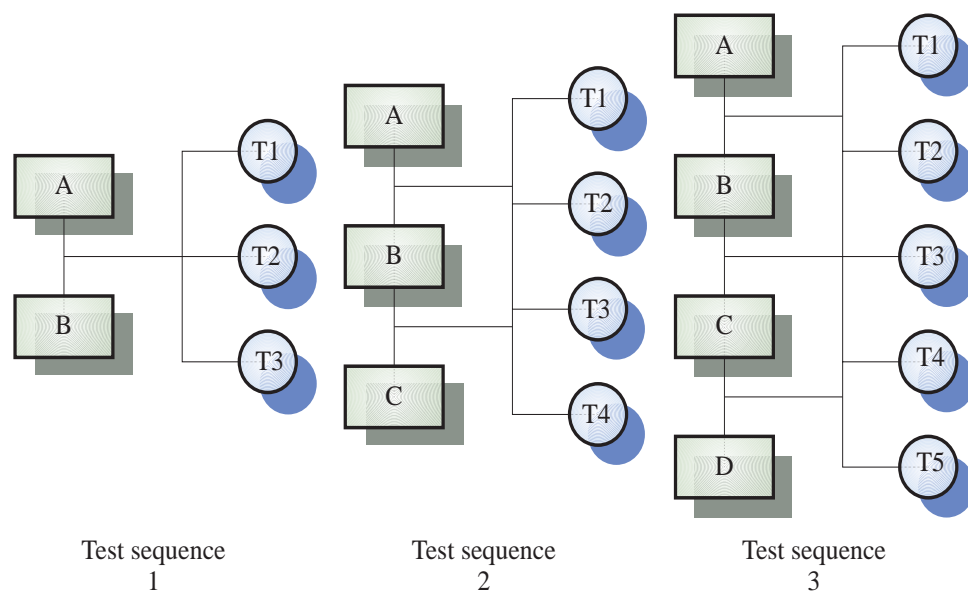 A
B
T1
T2
T3
Test sequence
1
A
B
C
T1
T2
T3
T4
Test sequence
2
A
B
C
D
T1
T2
T3
T4
T5
Test sequence
3